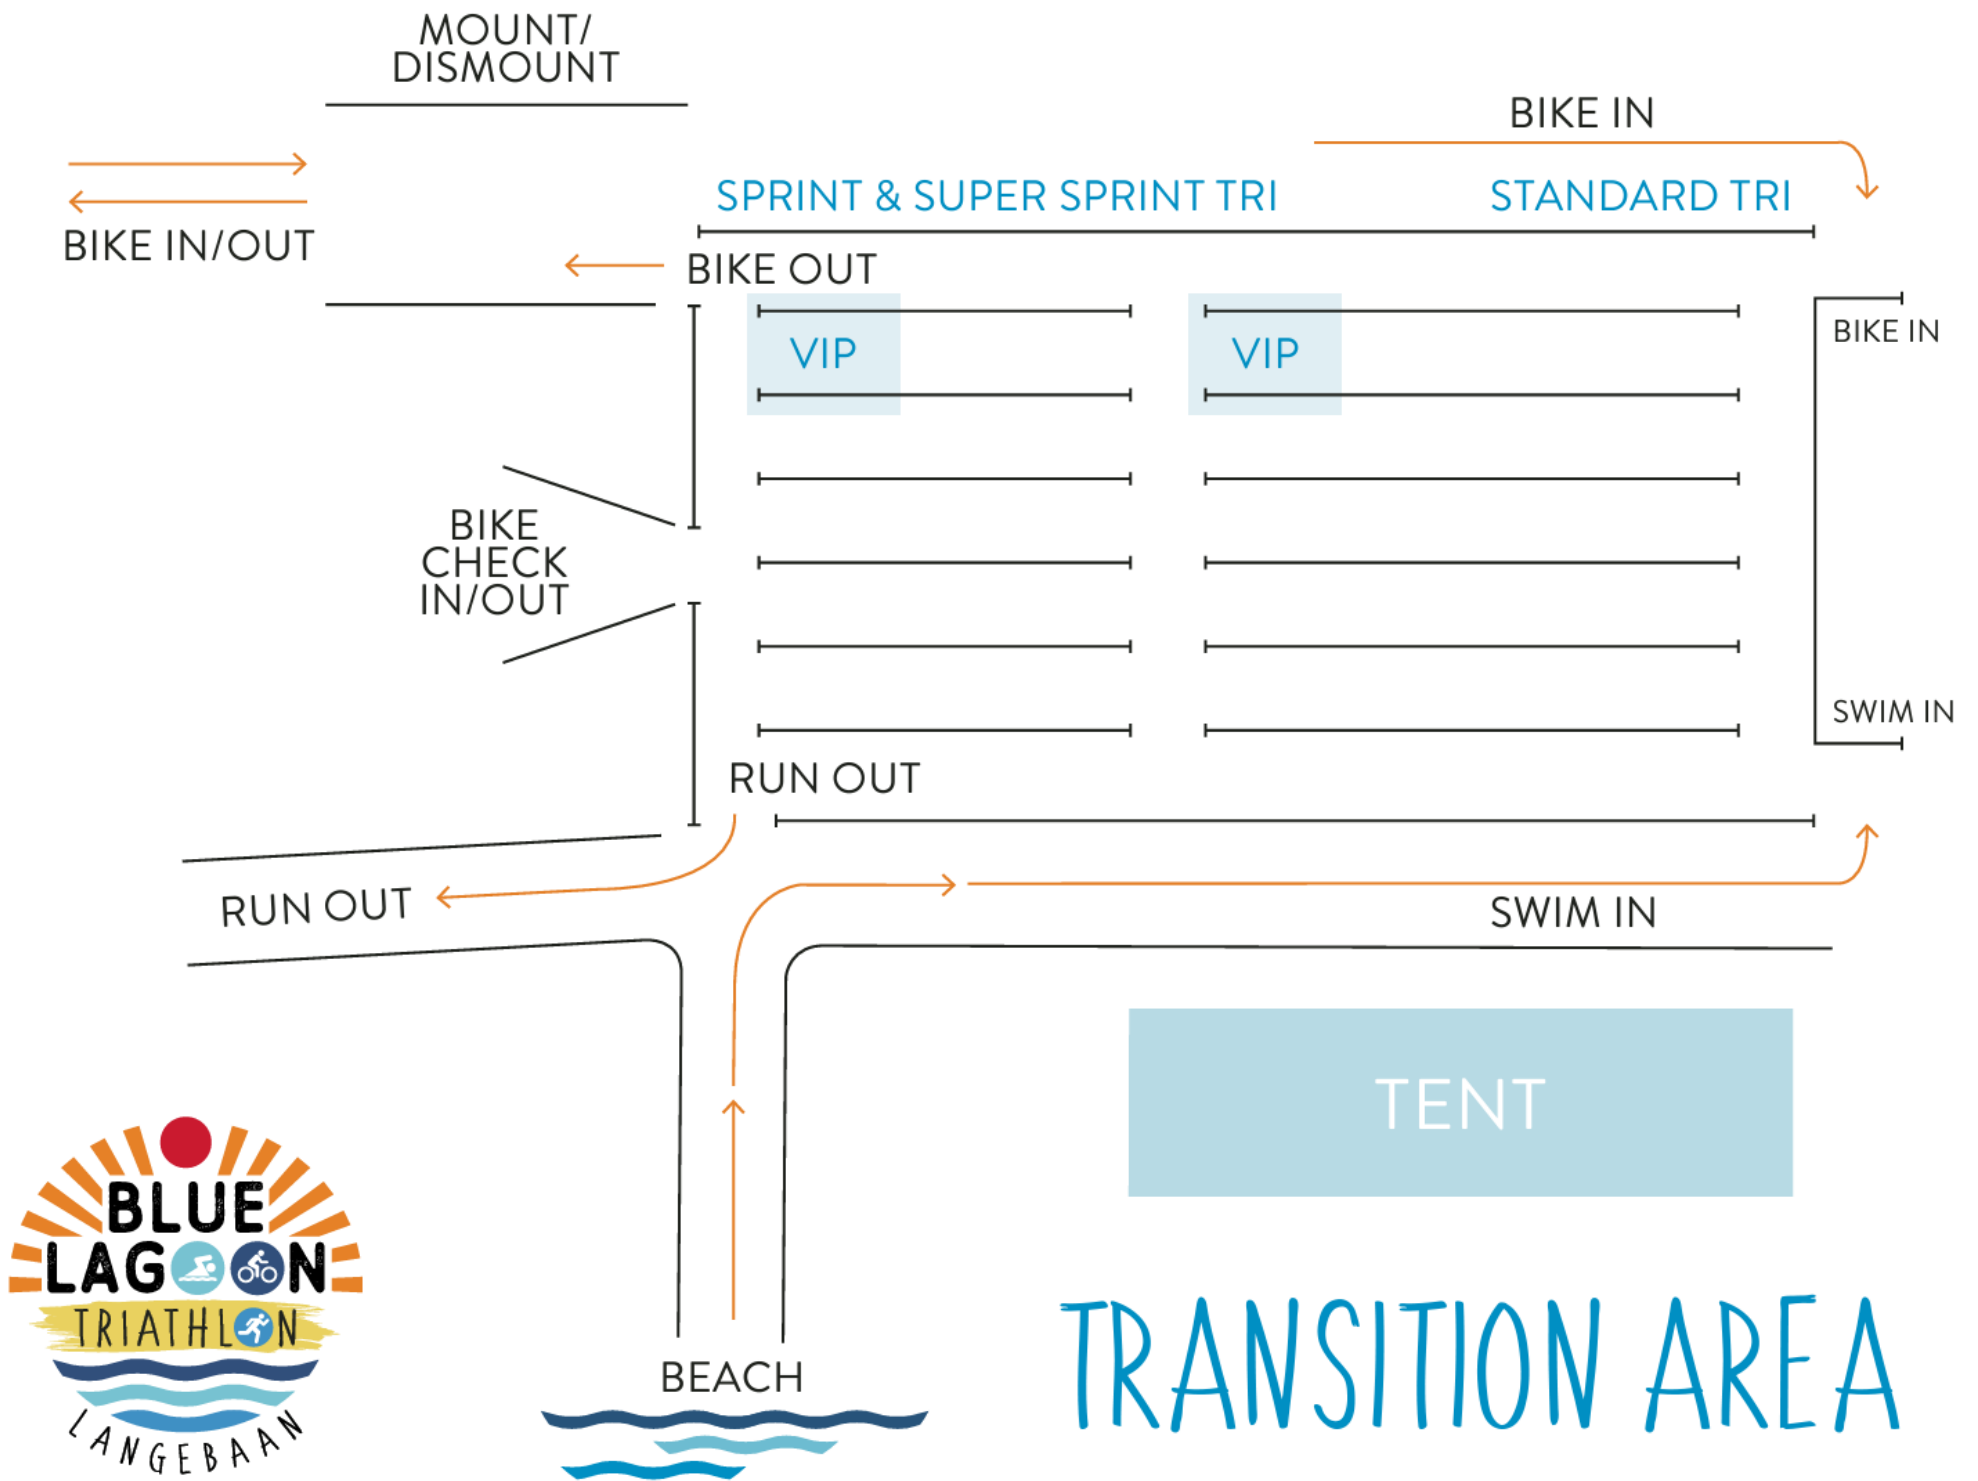 MOUNT/
DISMOUNT
BIKE IN
SPRINT & SUPER SPRINT TRI
STANDARD TRI
BIKE IN/OUT
BIKE OUT
VIP
VIP
BIKE IN
BIKE
CHECK
IN/OUT
SWIM IN
RUN OUT
RUN OUT
SWIM IN
TENT
BLUE
LAGOON
TRIATHLON
LANGEBAAN
BEACH
TRANSITION AREA